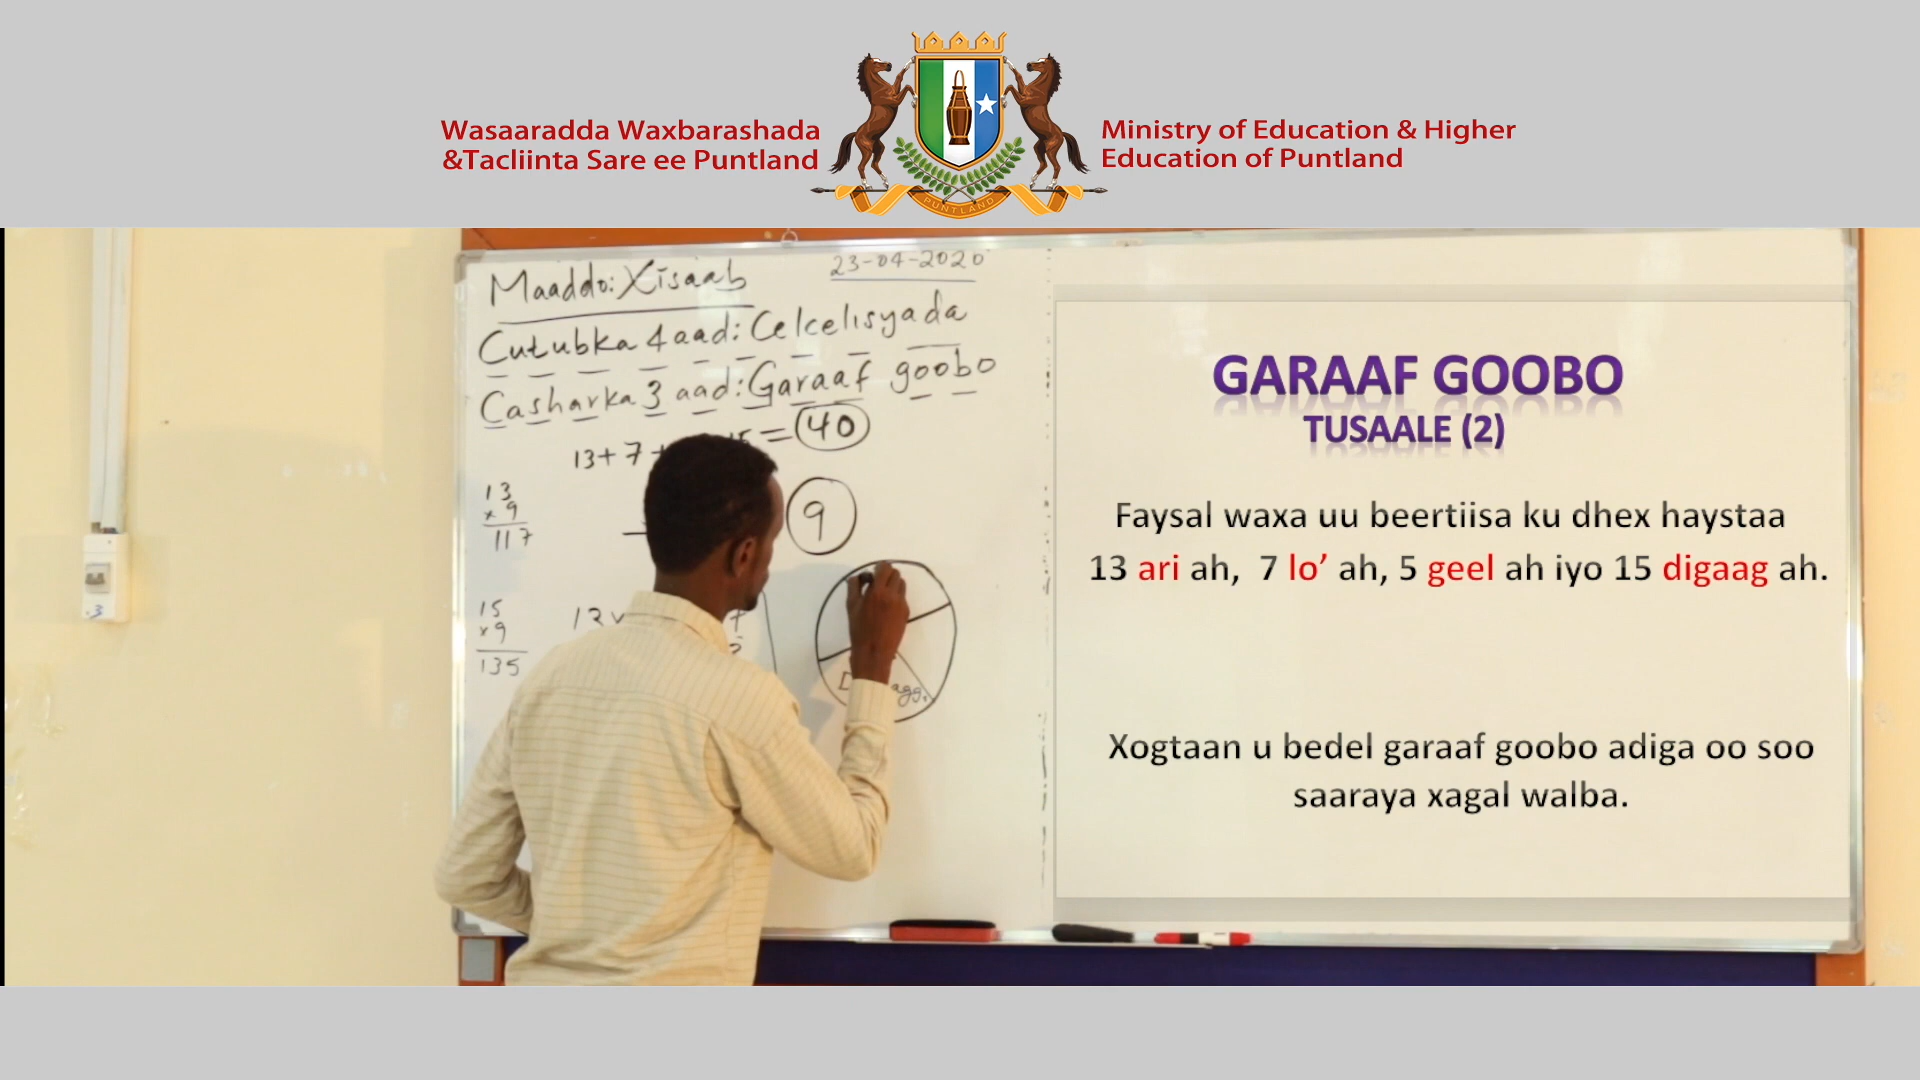 Wasaaradda Waxbarashada
&Tacliinta Sare ee Puntland
PUNTLAND
Ministry of Education & Higher
Education of Puntland
23-04-2020
Maaddo: Xisaab
Cutubka 4aad: Celcelisyada
Casharka 3aad: Garaaf goobo
13+7+ 15 = 40
13
×9
117
9
15
×9
135
GARAAF GOOBO
TUSAALE (2)
Faysal waxa uu beertiisa ku dhex haystaa
13 ari ah, 7 lo’ ah, 5 geel ah iyo 15 digaag ah.
Xogtaan u bedel garaaf goobo adiga oo soo
saaraya xagal walba.